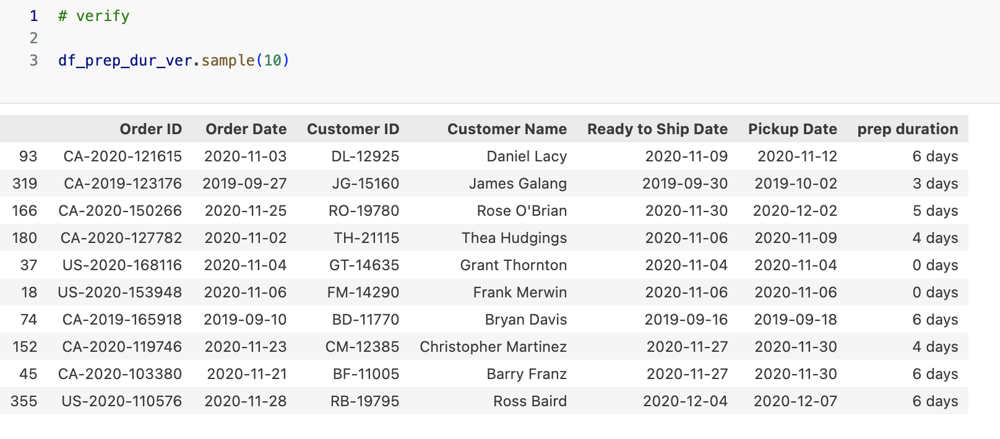 1 # verify
2
3 df_prep_dur_ver.sample(10)
Order ID Order Date Customer ID Customer Name Ready to Ship Date Pickup Date prep duration
93 CA-2020-121615 2020-11-03 DL-12925 Daniel Lacy 2020-11-09 2020-11-12 6 days
319 CA-2019-123176 2019-09-27 JG-15160 James Galang 2019-09-30 2019-10-02 3 days
166 CA-2020-150266 2020-11-25 RO-19780 Rose O'Brian 2020-11-30 2020-12-02 5 days
180 CA-2020-127782 2020-11-02 TH-21115 Thea Hudgings 2020-11-06 2020-11-09 4 days
37 US-2020-168116 2020-11-04 GT-14635 Grant Thornton 2020-11-04 2020-11-04 0 days
18 US-2020-153948 2020-11-06 FM-14290 Frank Merwin 2020-11-06 2020-11-06 0 days
74 CA-2019-165918 2019-09-10 BD-11770 Bryan Davis 2019-09-16 2019-09-18 6 days
152 CA-2020-119746 2020-11-23 CM-12385 Christopher Martinez 2020-11-27 2020-11-30 4 days
45 CA-2020-103380 2020-11-21 BF-11005 Barry Franz 2020-11-27 2020-11-30 6 days
355 US-2020-110576 2020-11-28 RB-19795 Ross Baird 2020-12-04 2020-12-07 6 days